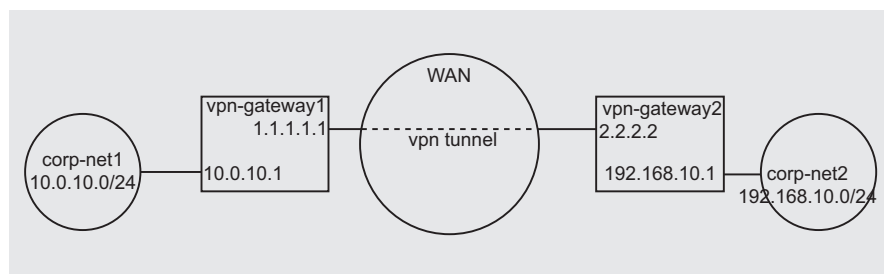 WAN
vpn-gateway1
1.1.1.1.1
vpn tunnel
vpn-gateway2
2.2.2.2
corp-net1
10.0.10.0/24
10.0.10.1
192.168.10.1
corp-net2
192.168.10.0/24